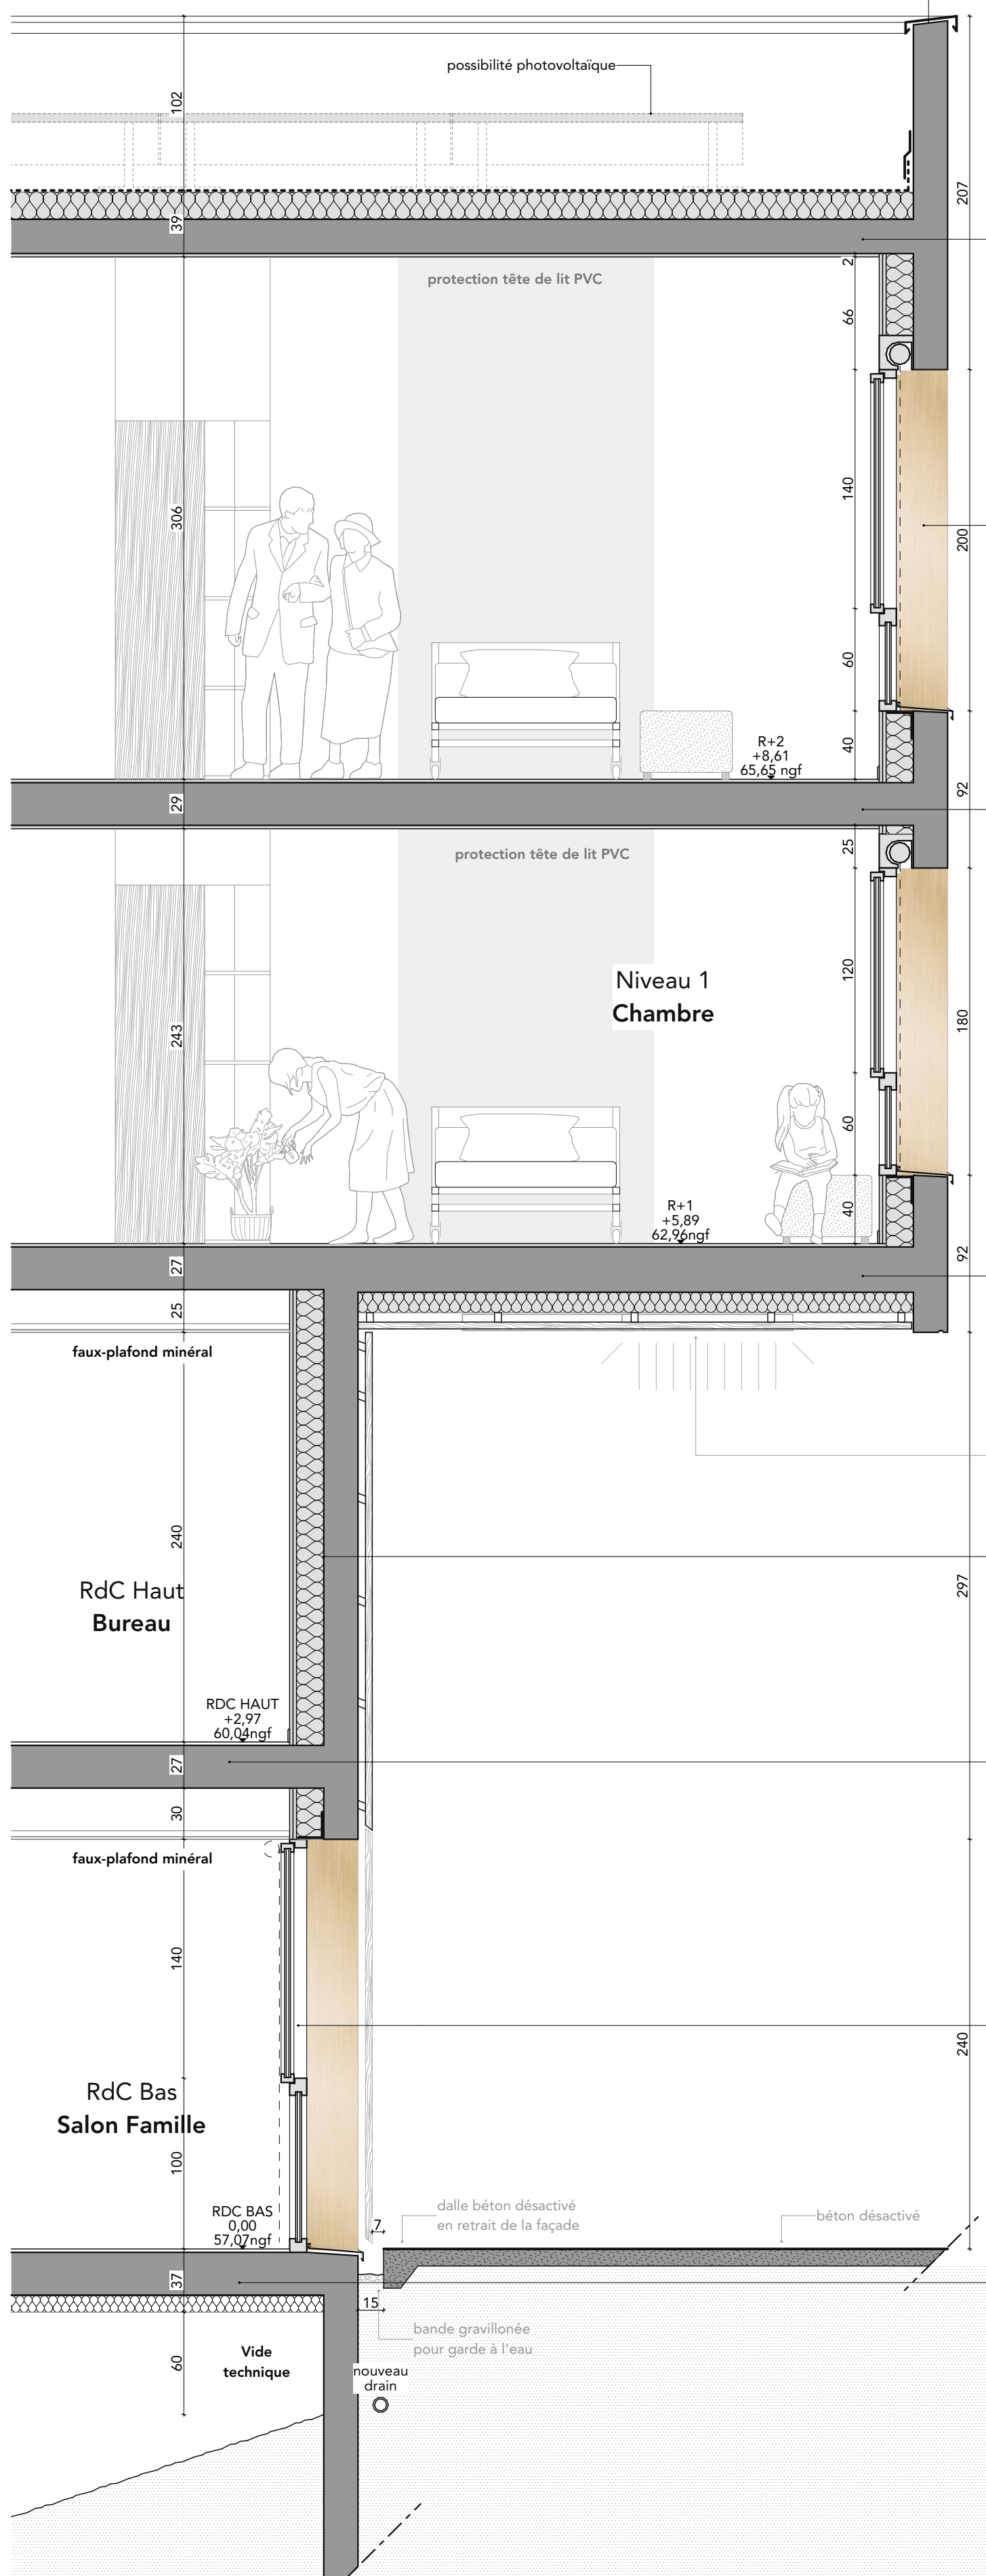 possibilité photovoltaïque
102
207
39
protection tête de lit PVC
2
66
306
140
200
60
R+2
+8,61
65,65 ngf
40
29
92
protection tête de lit PVC
25
Niveau 1
Chambre
120
180
243
60
R+1
+5,89
62,96ngf
40
27
92
25
faux-plafond minéral
240
297
RdC Haut
Bureau
RDC HAUT
+2,97
60,04ngf
27
30
faux-plafond minéral
140
240
RdC Bas
Salon Famille
100
RDC BAS
0,00
57,07ngf
7
dalle béton désactivé
en retrait de la façade
béton désactivé
37
15
bande gravillonée
pour garde à l'eau
Vide
technique
60
nouveau
drain